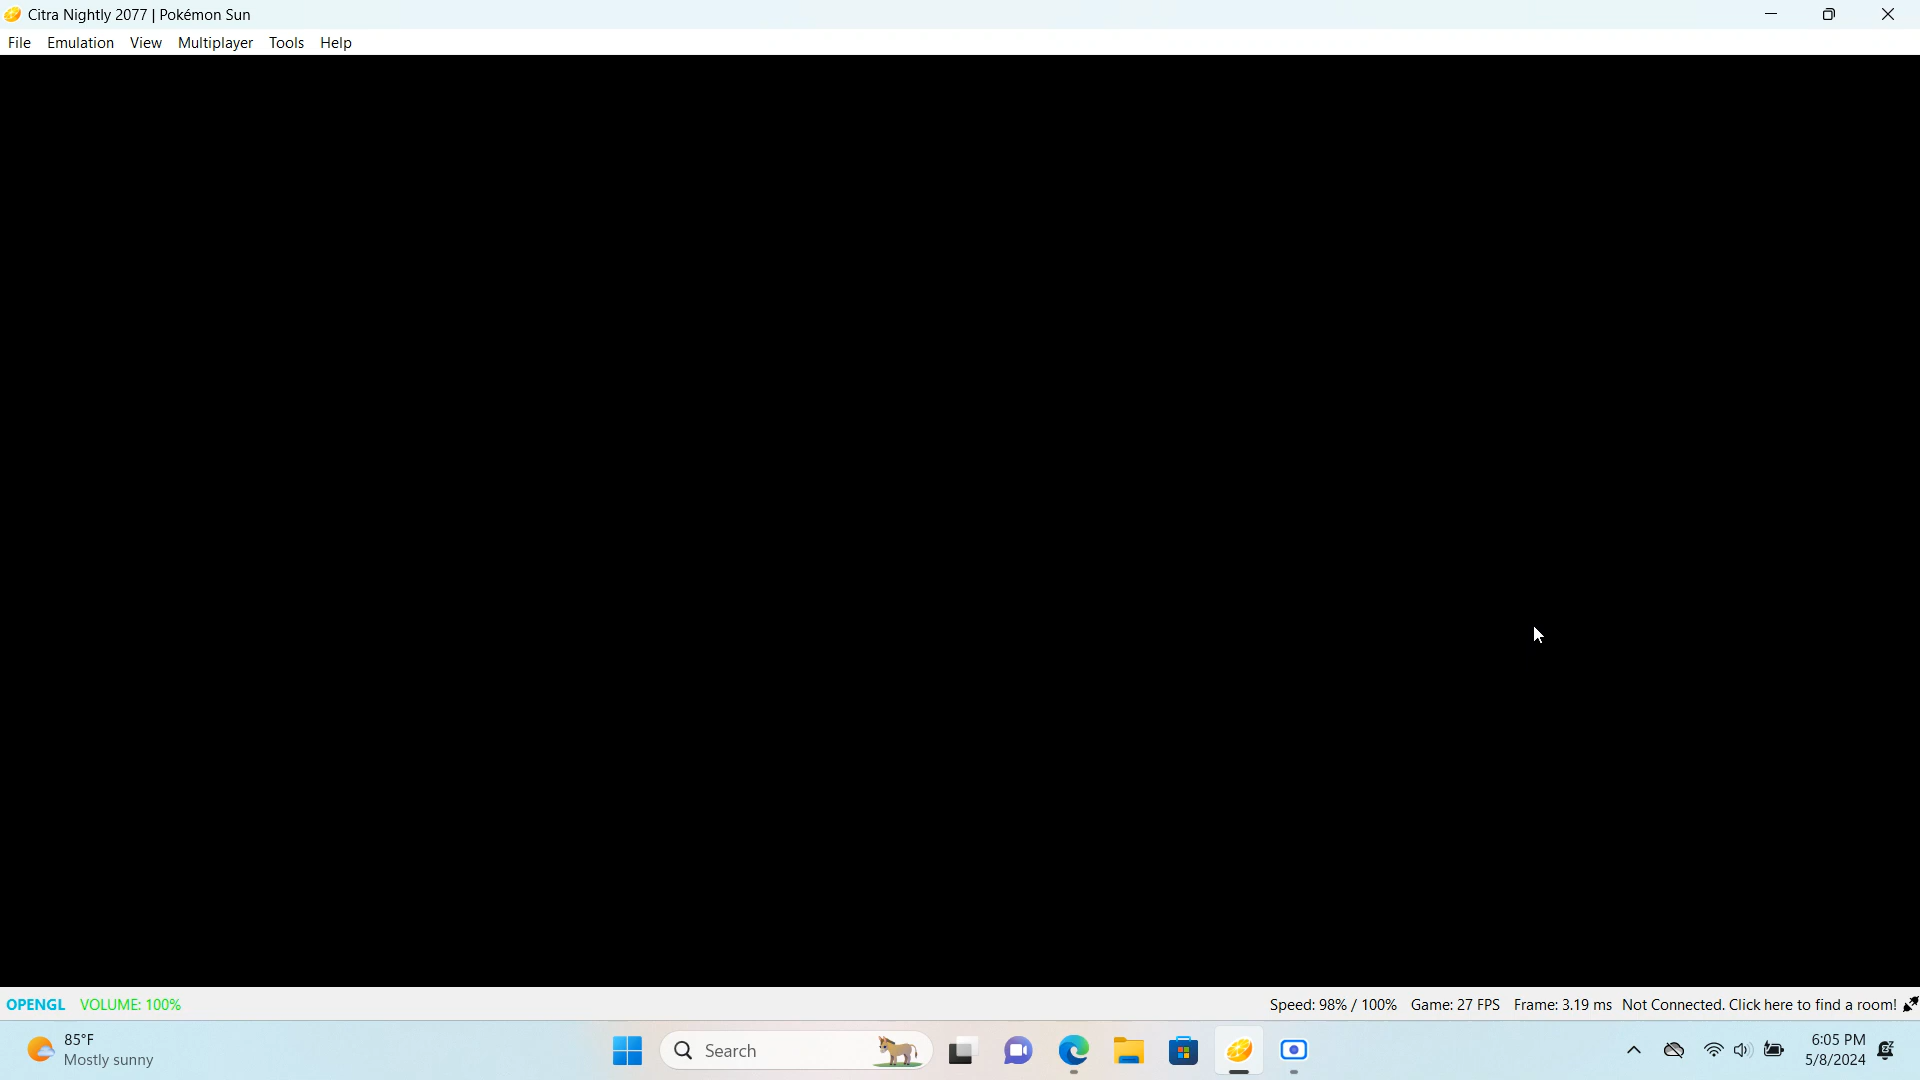 Citra Nightly 2077 | Pokémon Sun
File Emulation View Multiplayer Tools Help
OPENGL VOLUME: 100% Speed: 98% / 100% Game: 27 FPS Frame: 3.19 ms Not Connected. Click here to find a room!
85°F
Mostly sunny
Search
6:05 PM
5/8/2024